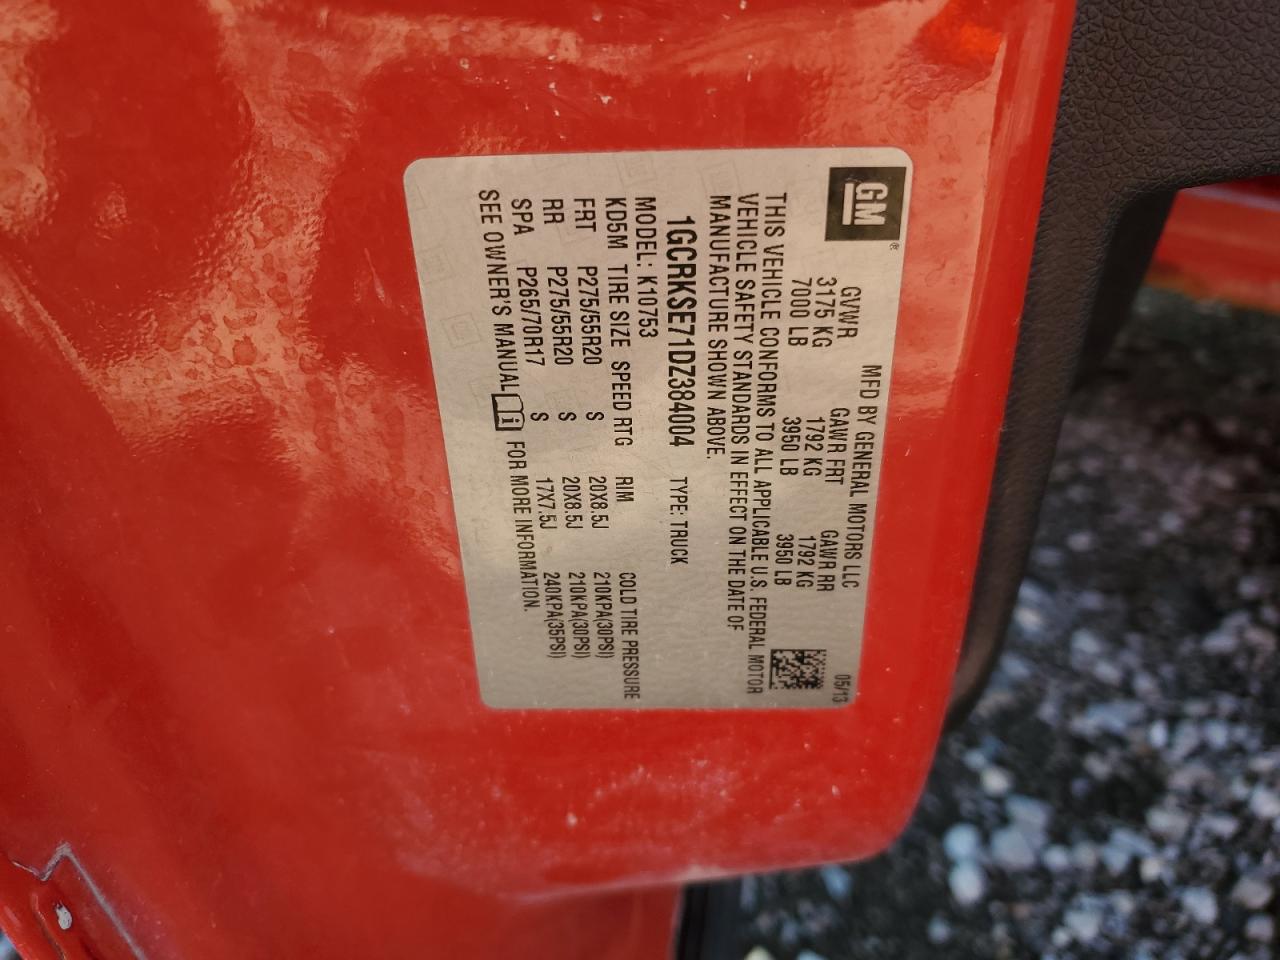 GM
MFD BY GENERAL MOTORS LLC 05/13
GVWR GAWR FRT GAWR RR
3175 KG 1792 KG 1792 KG
7000 LB 3950 LB 3950 LB
THIS VEHICLE CONFORMS TO ALL APPLICABLE U.S. FEDERAL MOTOR
VEHICLE SAFETY STANDARDS IN EFFECT ON THE DATE OF
MANUFACTURE SHOWN ABOVE.
1GCRKSE71DZ384004 TYPE: TRUCK
MODEL: K10753
KD5M TIRE SIZE SPEED RTG RIM COLD TIRE PRESSURE
FRT P275/55R20 S 20X8.5J 210KPA(30PSI)
RR P275/55R20 S 20X8.5J 210KPA(30PSI)
SPA P265/70R17 S 17X7.5J 240KPA(35PSI)
SEE OWNER'S MANUAL FOR MORE INFORMATION.